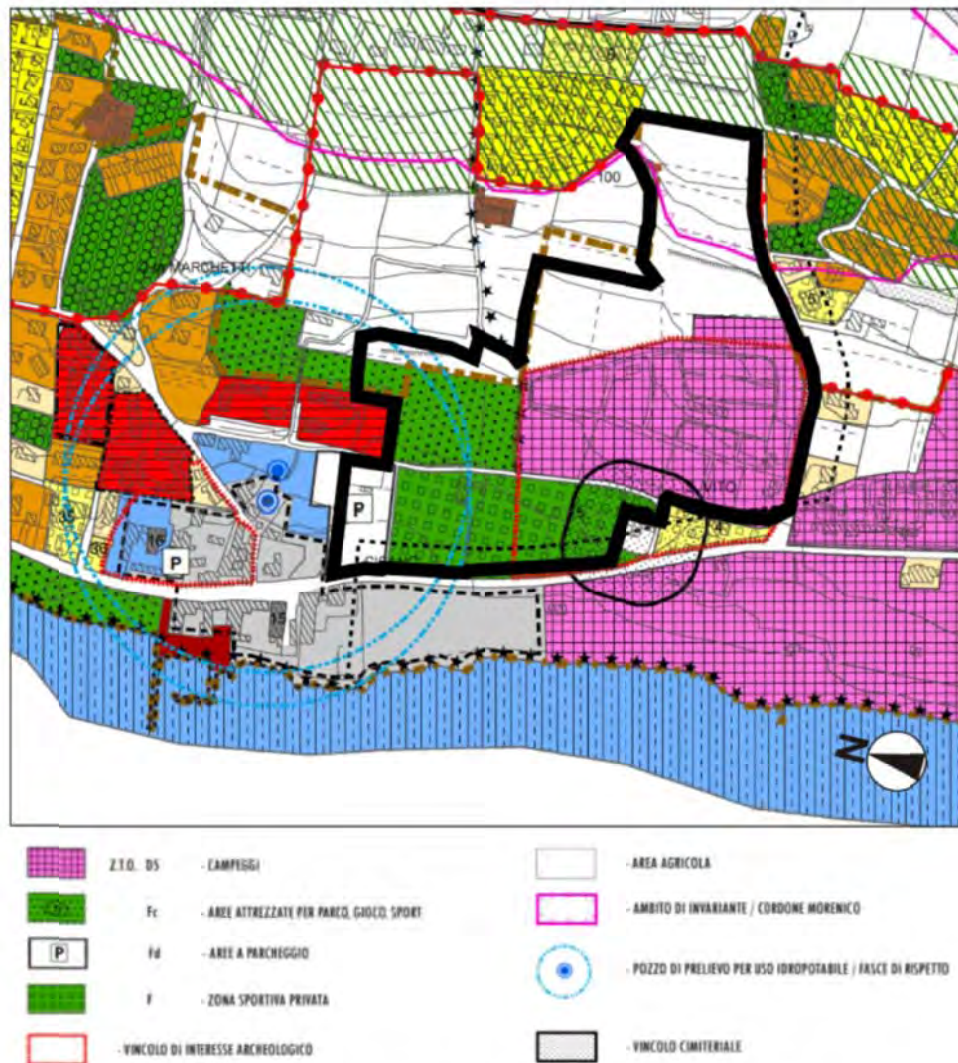 100
MARCHETTI
P
16
P
15
N
Z.T.O. D5 - CAMPEGGI
Fc - AREE ATTREZZATE PER PARCO, GIOCO, SPORT
P Fd - AREE A PARCHEGGIO
F - ZONA SPORTIVA PRIVATA
- VINCOLO DI INTERESSE ARCHEOLOGICO
- AREA AGRICOLA
- AMBITO DI INVARIANTE / CORDONE MORENICO
- POZZO DI PRELIEVO PER USO IDROPOTABILE / FASCE DI RISPETTO
- VINCOLO CIMITERIALE